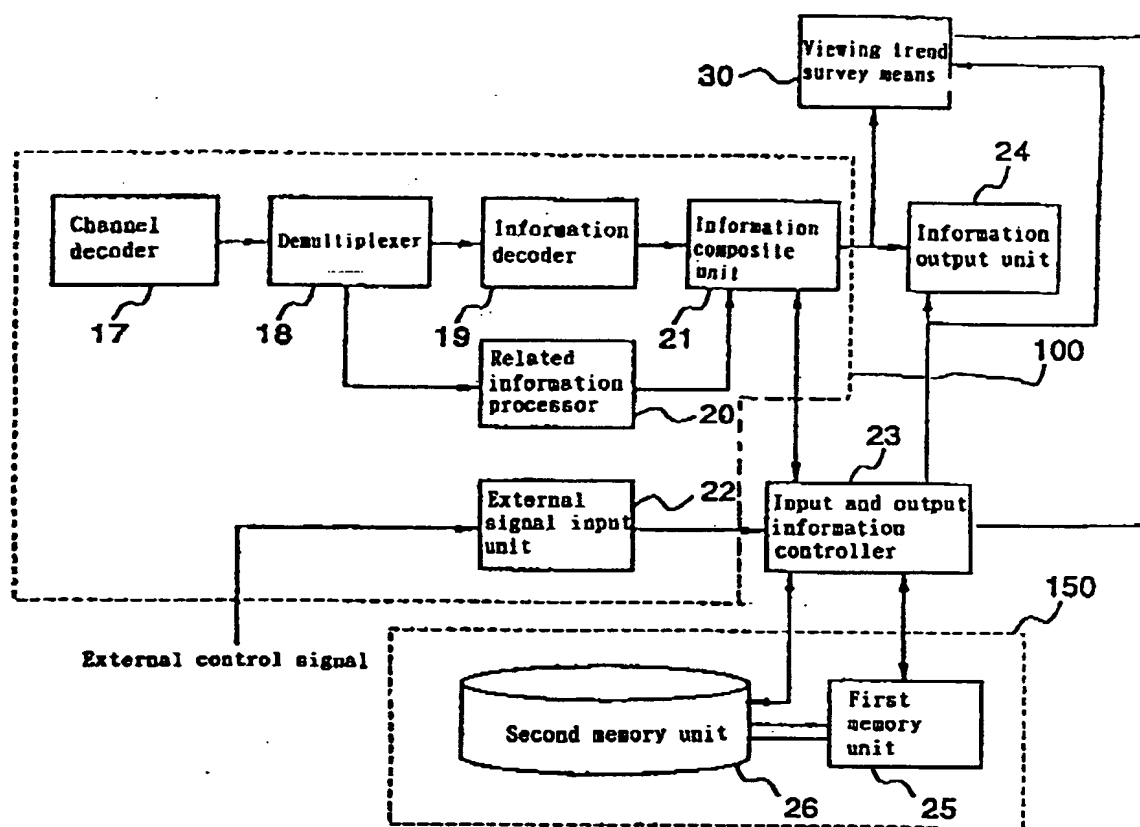 Viewing trend
survey means
30
24
Channel
decoder
Demultiplexer
Information
decoder
Information
composite
unit
Information
output unit
17
18
19
21
Related
information
processor
100
20
23
External
signal input
unit
22
Input and output
information
controller
150
External control signal
Second memory unit
First
memory
unit
26
25